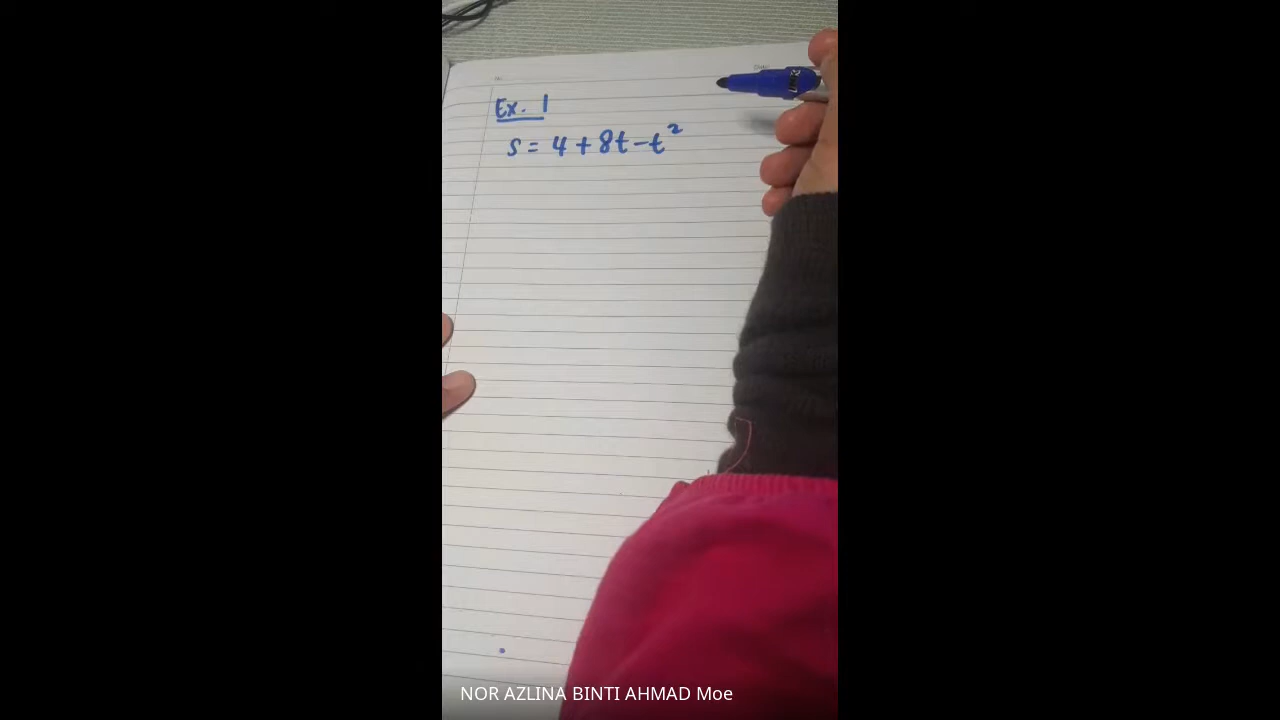 Ex. 1
s = 4 + 8t - t²
NOR AZLINA BINTI AHMAD Moe